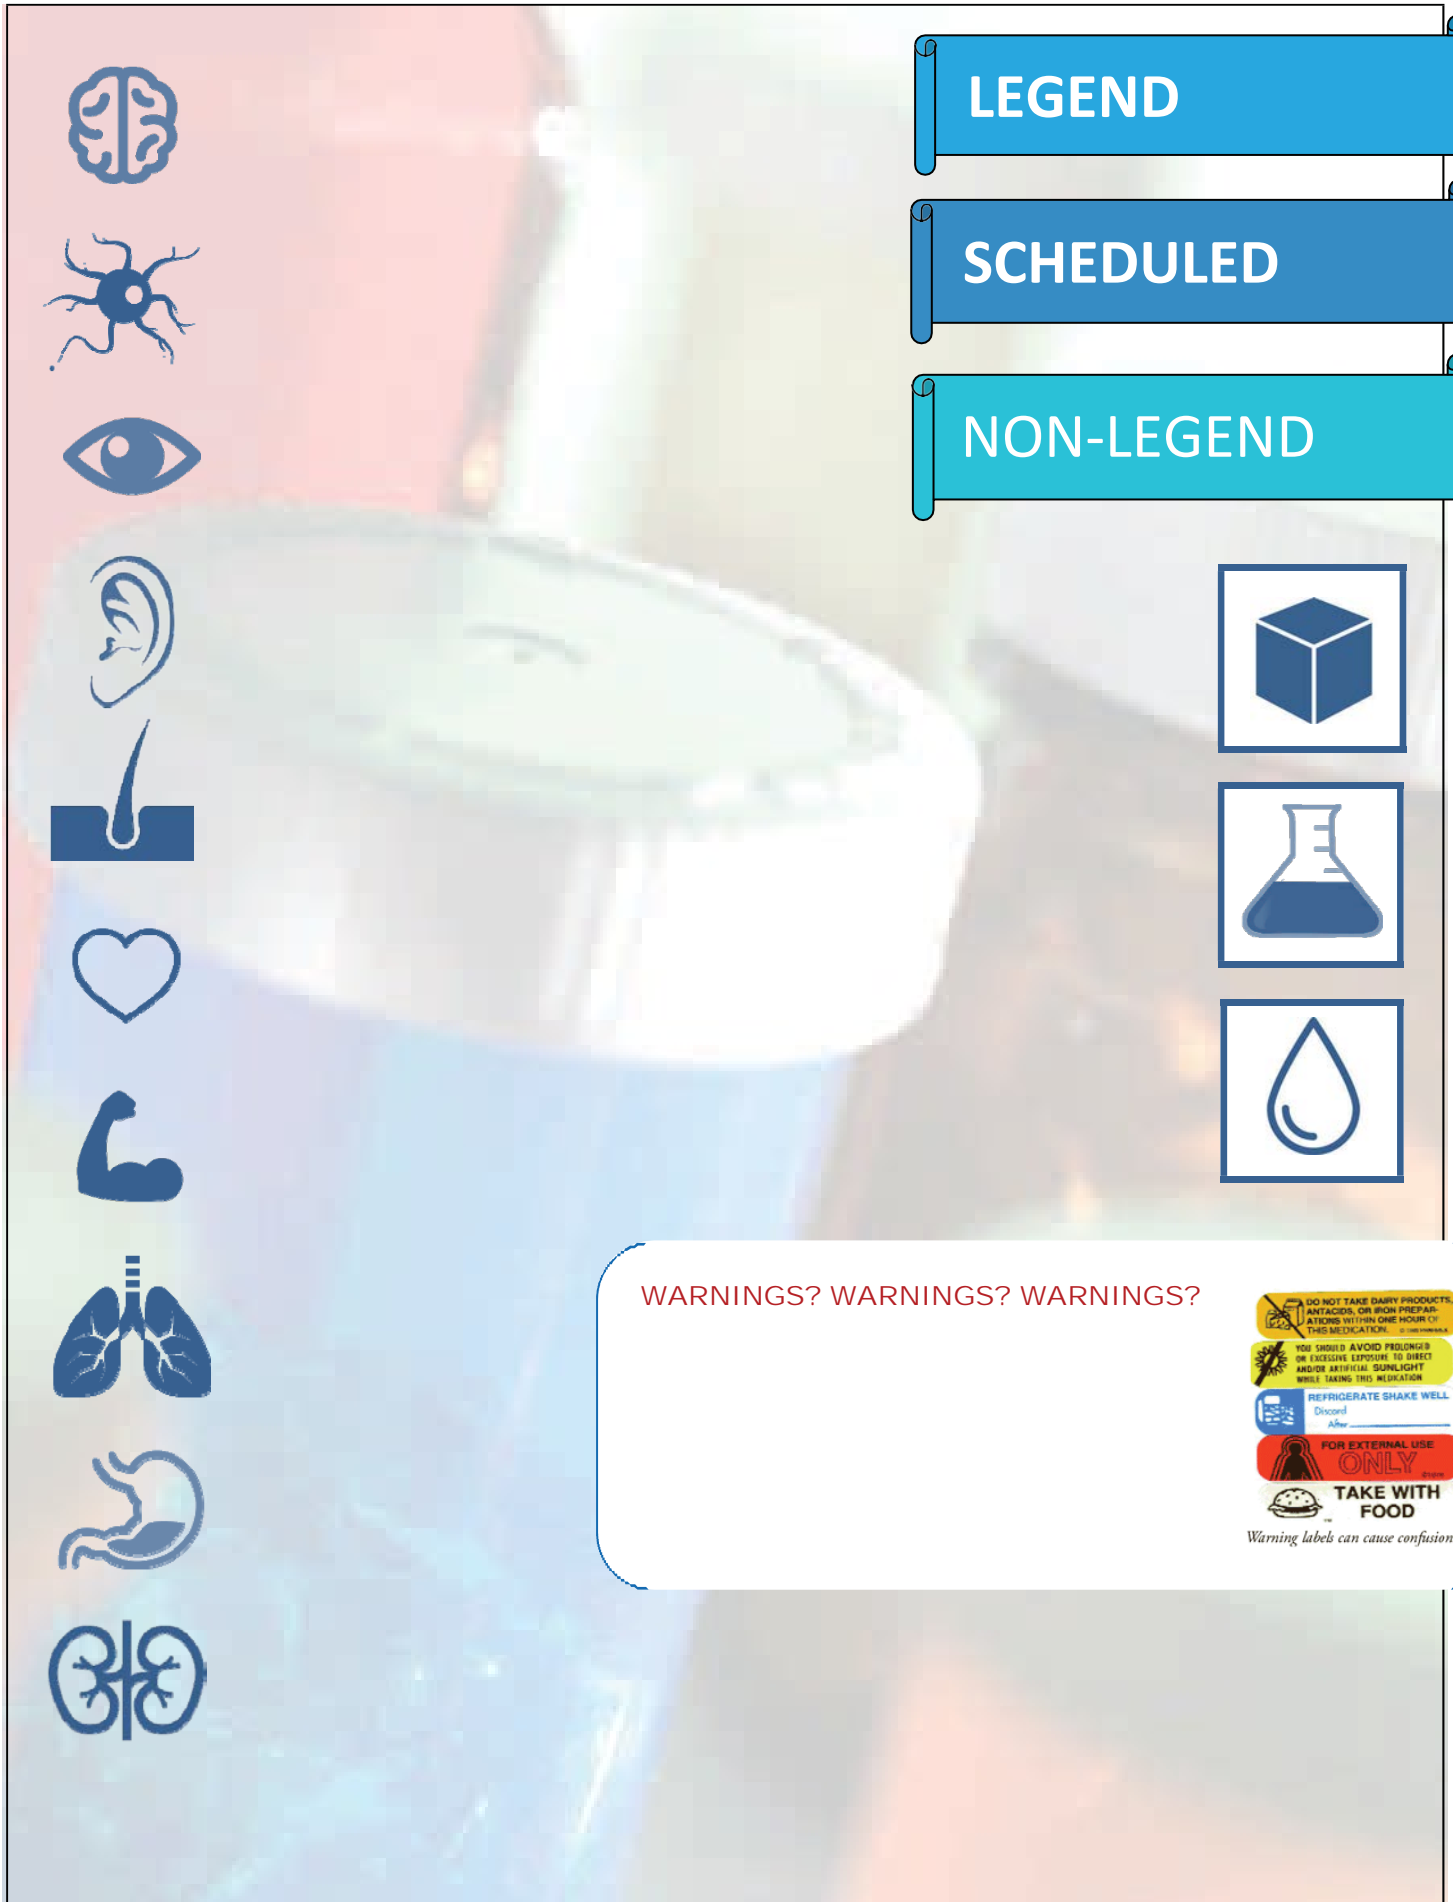 LEGEND
SCHEDULED
NON-LEGEND
WARNINGS? WARNINGS? WARNINGS?
DO NOT TAKE DAIRY PRODUCTS,
ANTACIDS, OR IRON PREPAR-
ATIONS WITHIN ONE HOUR OF
THIS MEDICATION.
YOU SHOULD AVOID PROLONGED
OR EXCESSIVE EXPOSURE TO DIRECT
AND/OR ARTIFICIAL SUNLIGHT
WHILE TAKING THIS MEDICATION
REFRIGERATE SHAKE WELL
Discard
After
FOR EXTERNAL USE
ONLY
TAKE WITH
FOOD
Warning labels can cause confusion